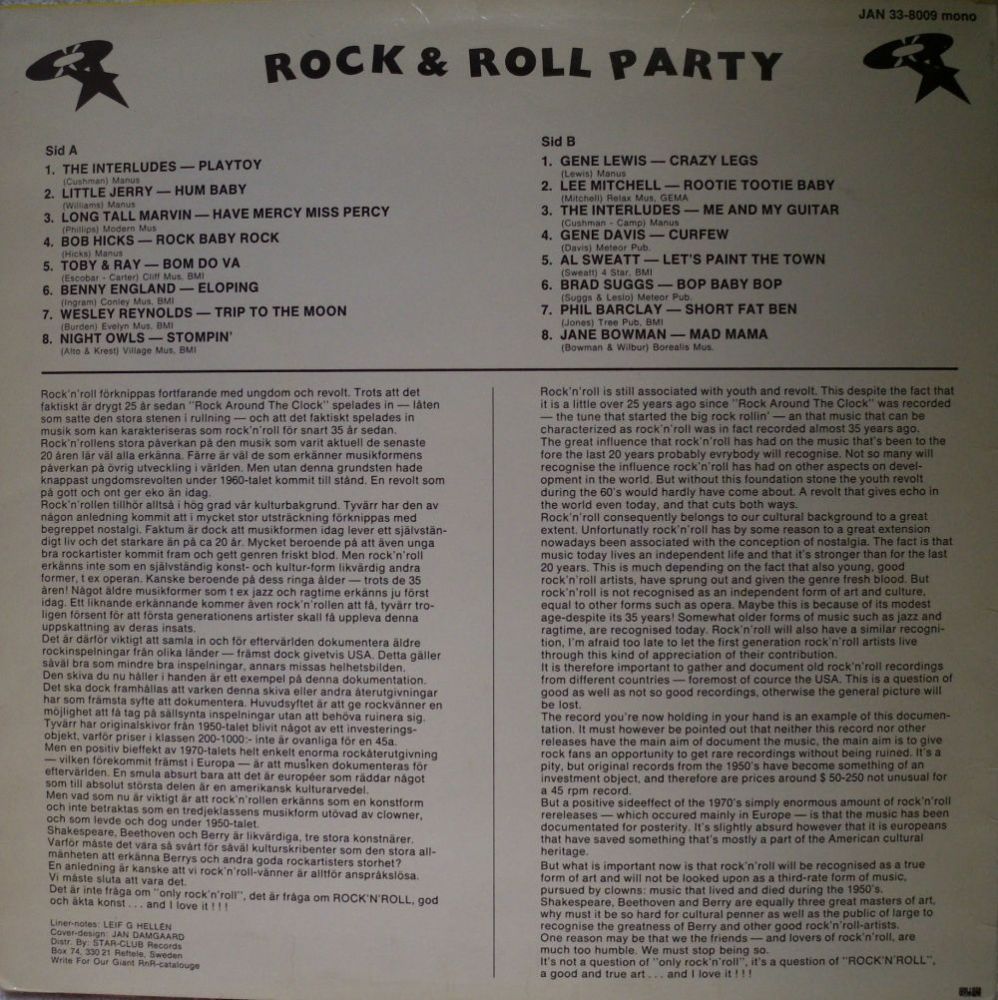 JAN 33-8009 mono
ROCK & ROLL PARTY
Sid A
1. THE INTERLUDES — PLAYTOY
(Cushman) Manus
2. LITTLE JERRY — HUM BABY
(Williams) Manus
3. LONG TALL MARVIN — HAVE MERCY MISS PERCY
(Phillips) Modern Mus
4. BOB HICKS — ROCK BABY ROCK
(Hicks) Manus
5. TOBY & RAY — BOM DO VA
(Escobar - Carter) Cliff Mus, BMI
6. BENNY ENGLAND — ELOPING
(Ingram) Conley Mus, BMI
7. WESLEY REYNOLDS — TRIP TO THE MOON
(Burden) Evelyn Mus, BMI
8. NIGHT OWLS — STOMPIN'
(Alto & Krest) Village Mus, BMI
Sid B
1. GENE LEWIS — CRAZY LEGS
(Lewis) Manus
2. LEE MITCHELL — ROOTIE TOOTIE BABY
(Mitchell) Relax Mus, GEMA
3. THE INTERLUDES — ME AND MY GUITAR
(Cushman - Camp) Manus
4. GENE DAVIS — CURFEW
(Davis) Meteor Pub.
5. AL SWEATT — LET'S PAINT THE TOWN
(Sweatt) 4 Star, BMI
6. BRAD SUGGS — BOP BABY BOP
(Suggs & Leslo) Meteor Pub.
7. PHIL BARCLAY — SHORT FAT BEN
(Jones) Tree Pub, BMI
8. JANE BOWMAN — MAD MAMA
(Bowman & Wilbur) Borealis Mus.
Rock'n'roll förknippas fortfarande med ungdom och revolt. Trots att det
faktiskt är drygt 25 år sedan "Rock Around The Clock" spelades in — låten
som satte den stora stenen i rullning — och att det faktiskt spelades in
musik som kan karakteriseras som rock'n'roll för snart 35 år sedan.
Rock'n'rollens stora påverkan på den musik som varit aktuell de senaste
20 åren lär väl alla erkänna. Färre är väl de som erkänner musikformens
påverkan på övrig utveckling i världen. Men utan denna grundsten hade
knappast ungdomsrevolten under 1960-talet kommit till stånd. En revolt som
på gott och ont ger eko än idag.
Rock'n'rollen tillhör alltså i hög grad vår kulturbakgrund. Tyvärr har den av
någon anledning kommit att i mycket stor utsträckning förknippas med
begreppet nostalgi. Faktum är dock att musikformen idag lever ett självstän-
digt liv och det starkare än på ca 20 år. Mycket beroende på att även unga
bra rockartister kommit fram och gett genren friskt blod. Men rock'n'roll
erkänns inte som en självständig konst- och kultur-form likvärdig andra
former, t ex operan. Kanske beroende på dess ringa ålder — trots de 35
åren! Något äldre musikformer som t ex jazz och ragtime erkänns ju först
idag. Ett liknande erkännande kommer även rock'n'rollen att få, tyvärr tro-
ligen försent för att första generationens artister skall få uppleva denna
uppskattning av deras insats.
Det är därför viktigt att samla in och för eftervärlden dokumentera äldre
rockinspelningar från olika länder — främst dock givetvis USA. Detta gäller
såväl bra som mindre bra inspelningar, annars missas helhetsbilden.
Den skiva du nu håller i handen är ett exempel på denna dokumentation.
Det ska dock framhållas att varken denna skiva eller andra återutgivningar
har som främsta syfte att dokumentera. Huvudsyftet är att ge rockvänner en
möjlighet att få tag på sällsynta inspelningar utan att behöva ruinera sig.
Tyvärr har originalskivor från 1950-talet blivit något av ett investerings-
objekt, varför priser i klassen 200-1000:- inte är ovanliga för en 45a.
Men en positiv bieffekt av 1970-talets helt enkelt enorma rockåterutgivning
— vilken förekommit främst i Europa — är att musiken dokumenteras för
eftervärlden. En smula absurt bara att det är européer som räddar något
som till absolut största delen är en amerikansk kulturarvedel.
Men vad som nu är viktigt är att rock'n'rollen erkänns som en konstform
och inte betraktas som en tredjeklassens musikform utövad av clowner,
och som levde och dog under 1950-talet.
Shakespeare, Beethoven och Berry är likvärdiga, tre stora konstnärer.
Varför måste det vara så svårt för såväl kulturskribenter som den stora all-
mänheten att erkänna Berrys och andra goda rockartisters storhet?
En anledning är kanske att vi rock'n'roll-vänner är alltför anspråkslösa.
Vi måste sluta att vara det.
Det är inte fråga om "only rock'n'roll", det är fråga om ROCK'N'ROLL, god
och äkta konst . . . and I love it ! ! !
Liner-notes: LEIF G HELLÉN
Cover-design: JAN DAMGAARD
Distr. By: STAR-CLUB Records
Box 74, 330 21 Reftele, Sweden
Write For Our Giant RnR-catalouge
Rock'n'roll is still associated with youth and revolt. This despite the fact that
it is a little over 25 years ago since "Rock Around The Clock" was recorded
— the tune that started the big rock rollin' — an that music that can be
characterized as rock'n'roll was in fact recorded almost 35 years ago.
The great influence that rock'n'roll has had on the music that's been to the
fore the last 20 years probably evrybody will recognise. Not so many will
recognise the influence rock'n'roll has had on other aspects on devel-
opment in the world. But without this foundation stone the youth revolt
during the 60's would hardly have come about. A revolt that gives echo in
the world even today, and that cuts both ways.
Rock'n'roll consequently belongs to our cultural background to a great
extent. Unfortunatly rock'n'roll has by some reason to a great extension
nowadays been associated with the conception of nostalgia. The fact is that
music today lives an independent life and that it's stronger than for the last
20 years. This is much depending on the fact that also young, good
rock'n'roll artists, have sprung out and given the genre fresh blood. But
rock'n'roll is not recognised as an independent form of art and culture,
equal to other forms such as opera. Maybe this is because of its modest
age-despite its 35 years! Somewhat older forms of music such as jazz and
ragtime, are recognised today. Rock'n'roll will also have a similar recogni-
tion, I'm afraid too late to let the first generation rock'n'roll artists live
through this kind of appreciation of their contribution.
It is therefore important to gather and document old rock'n'roll recordings
from different countries — foremost of cource the USA. This is a question of
good as well as not so good recordings, otherwise the general picture will
be lost.
The record you're now holding in your hand is an example of this documen-
tation. It must however be pointed out that neither this record nor other
releases have the main aim of document the music, the main aim is to give
rock fans an opportunity to get rare recordings without being ruined. It's a
pity, but original records from the 1950's have become something of an
investment object, and therefore are prices around $ 50-250 not unusual for
a 45 rpm record.
But a positive sideeffect of the 1970's simply enormous amount of rock'n'roll
rereleases — which occured mainly in Europe — is that the music has been
documentated for posterity. It's slightly absurd however that it is europeans
that have saved something that's mostly a part of the American cultural
heritage.
But what is important now is that rock'n'roll will be recognised as a true
form of art and will not be looked upon as a third-rate form of music,
pursued by clowns: music that lived and died during the 1950's.
Shakespeare, Beethoven and Berry are equally three great masters of art,
why must it be so hard for cultural penner as well as the public of large to
recognise the greatness of Berry and other good rock'n'roll-artists.
One reason may be that we the friends — and lovers of rock'n'roll, are
much too humble. We must stop being so.
It's not a question of "only rock'n'roll", it's a question of "ROCK'N'ROLL",
a good and true art . . . and I love it ! ! !